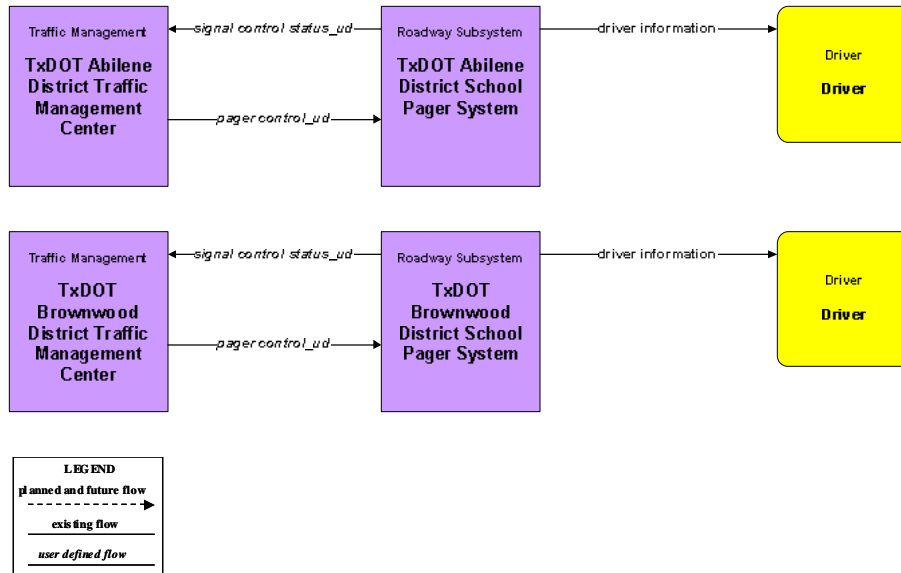 Traffic Management
TxDOT Abilene
District Traffic
Management
Center
signal control status_ud
pager control_ud
Roadway Subsystem
TxDOT Abilene
District School
Pager System
driver information
Driver
Driver
Traffic Management
TxDOT
Brownwood
District Traffic
Management
Center
signal control status_ud
pager control_ud
Roadway Subsystem
TxDOT
Brownwood
District School
Pager System
driver information
Driver
Driver
LEGEND
planned and future flow
existing flow
user defined flow